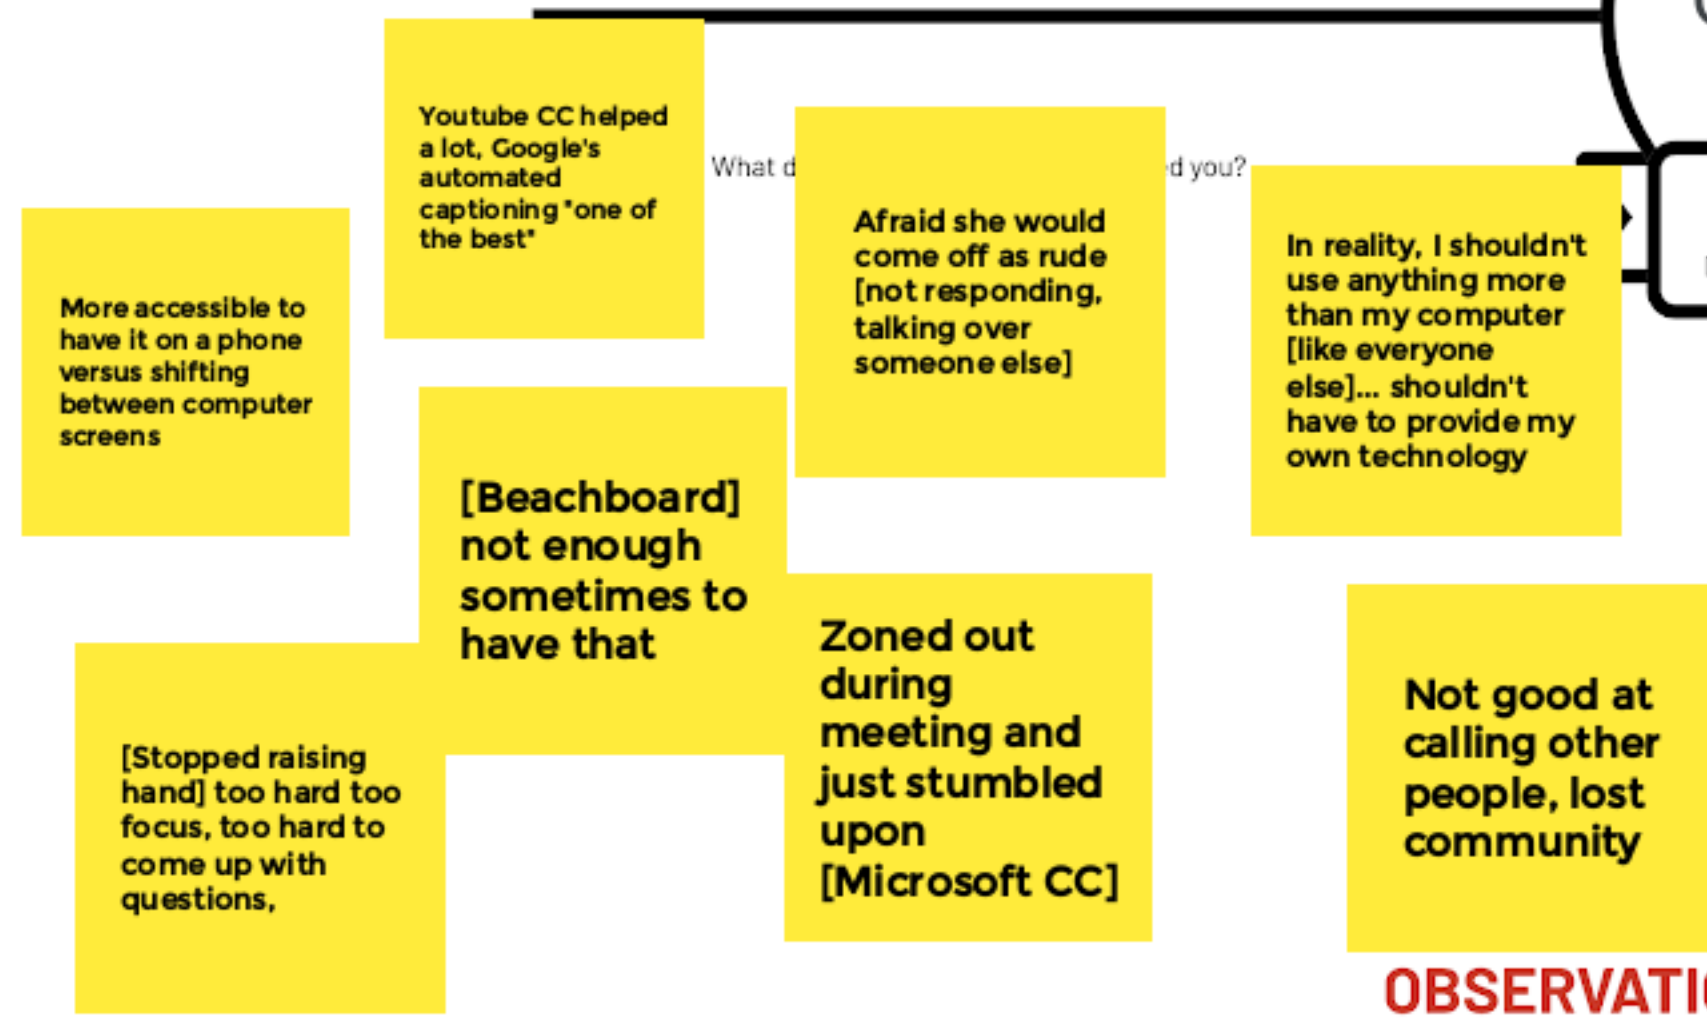 Youtube CC helped
a lot, Google's
automated
captioning "one of
the best"
What d
d you?
Afraid she would
come off as rude
[not responding,
talking over
someone else]
In reality, I shouldn't
use anything more
than my computer
[like everyone
else]... shouldn't
have to provide my
own technology
More accessible to
have it on a phone
versus shifting
between computer
screens
[Beachboard]
not enough
sometimes to
have that
Zoned out
during
meeting and
just stumbled
upon
[Microsoft CC]
Not good at
calling other
people, lost
community
[Stopped raising
hand] too hard too
focus, too hard to
come up with
questions,
OBSERVATI